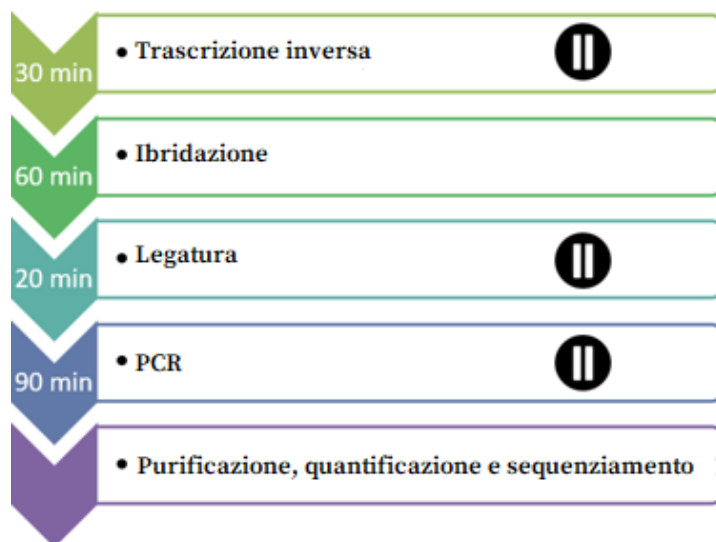 30 min
• Trascrizione inversa
60 min
• Ibridazione
20 min
• Legatura
90 min
• PCR
• Purificazione, quantificazione e sequenziamento